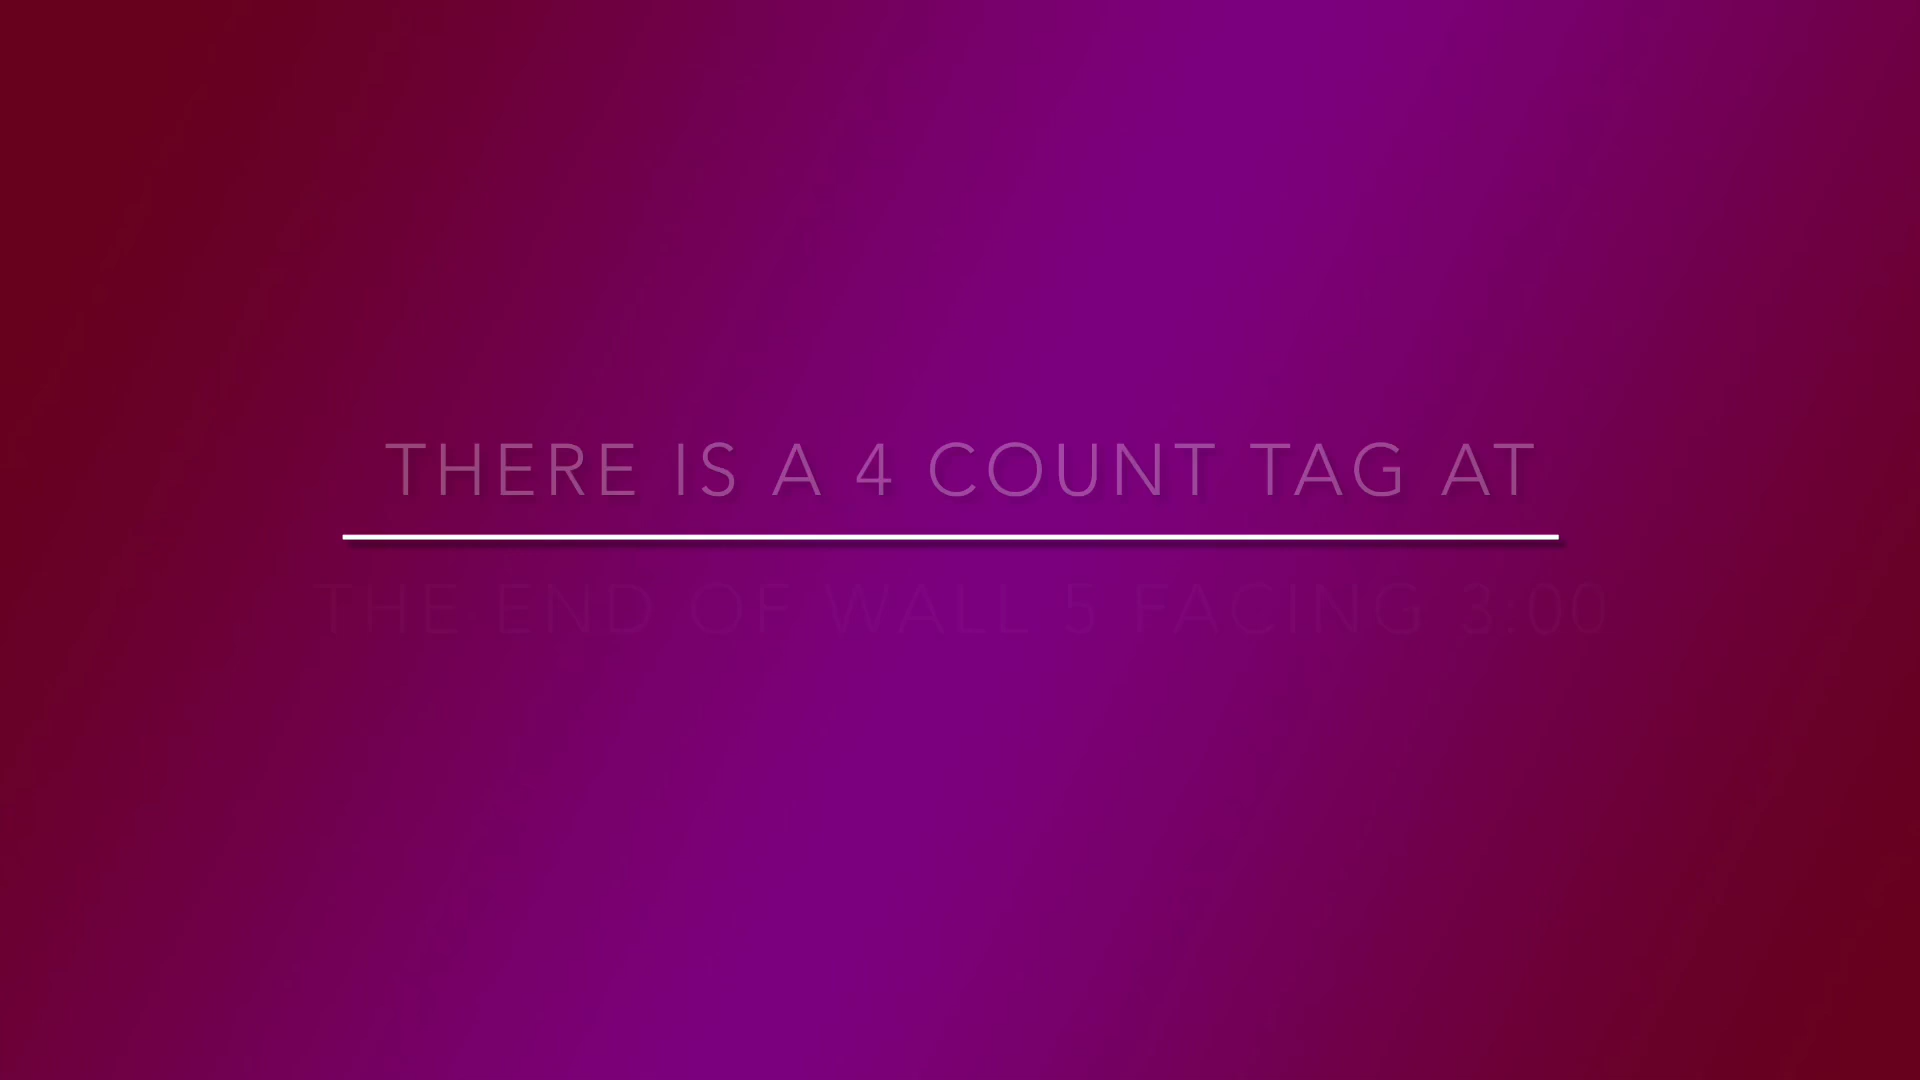 THERE IS A 4 COUNT TAG AT
THE END OF WALL 5 FACING 3:00